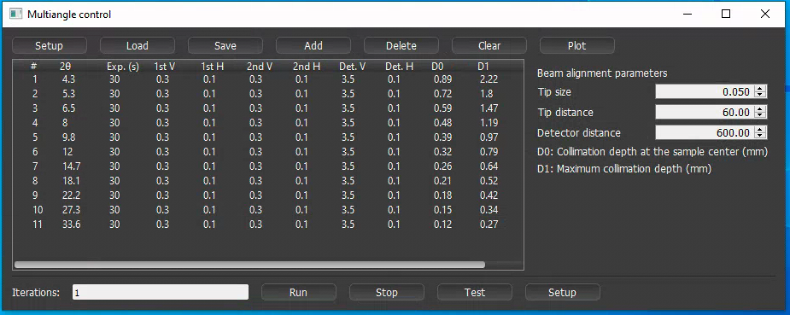 Multiangle control
Setup Load Save Add Delete Clear Plot
# 2θ Exp. (s) 1st V 1st H 2nd V 2nd H Det. V Det. H D0 D1
1 4.3 30 0.3 0.1 0.3 0.1 3.5 0.1 0.89 2.22
2 5.3 30 0.3 0.1 0.3 0.1 3.5 0.1 0.72 1.8
3 6.5 30 0.3 0.1 0.3 0.1 3.5 0.1 0.59 1.47
4 8 30 0.3 0.1 0.3 0.1 3.5 0.1 0.48 1.19
5 9.8 30 0.3 0.1 0.3 0.1 3.5 0.1 0.39 0.97
6 12 30 0.3 0.1 0.3 0.1 3.5 0.1 0.32 0.79
7 14.7 30 0.3 0.1 0.3 0.1 3.5 0.1 0.26 0.64
8 18.1 30 0.3 0.1 0.3 0.1 3.5 0.1 0.21 0.52
9 22.2 30 0.3 0.1 0.3 0.1 3.5 0.1 0.18 0.42
10 27.3 30 0.3 0.1 0.3 0.1 3.5 0.1 0.15 0.34
11 33.6 30 0.3 0.1 0.3 0.1 3.5 0.1 0.12 0.27
Beam alignment parameters
Tip size 0.050
Tip distance 60.00
Detector distance 600.00
D0: Collimation depth at the sample center (mm)
D1: Maximum collimation depth (mm)
Iterations: 1 Run Stop Test Setup